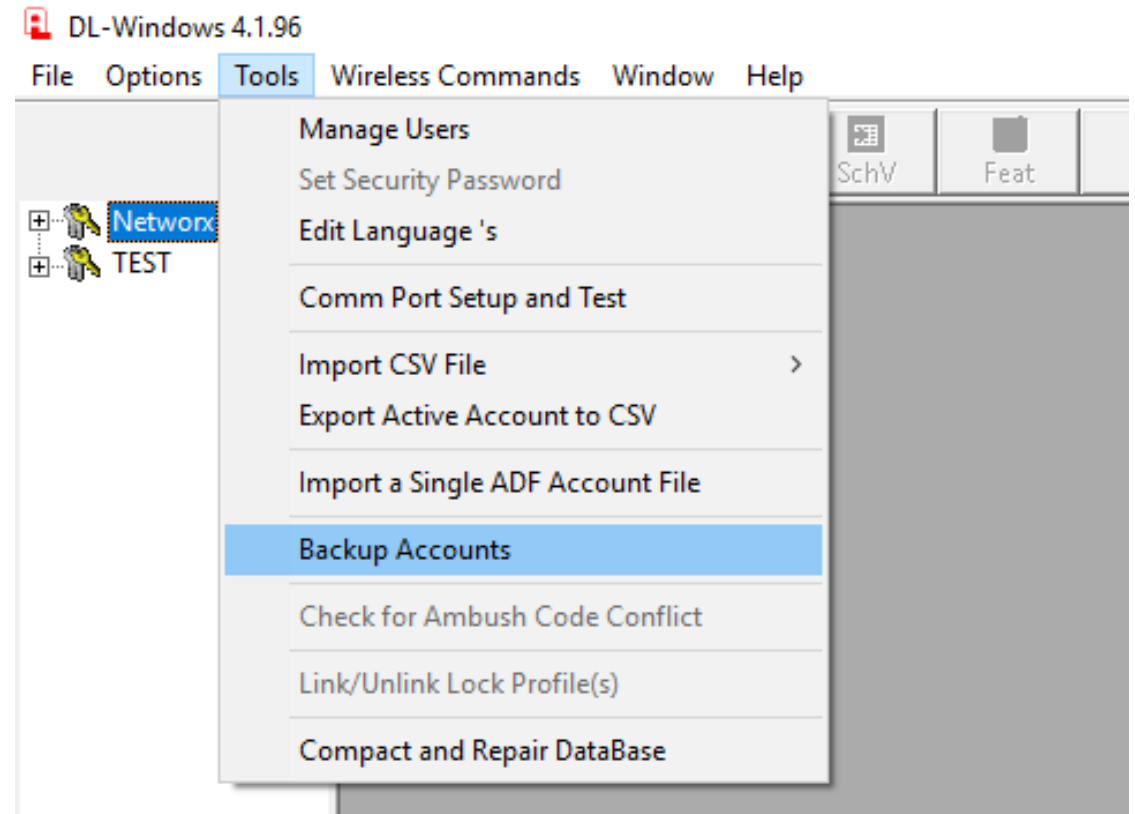 DL-Windows 4.1.96
File Options Tools Wireless Commands Window Help
Manage Users
Set Security Password
Edit Language 's
Comm Port Setup and Test
Import CSV File
Export Active Account to CSV
Import a Single ADF Account File
Backup Accounts
Check for Ambush Code Conflict
Link/Unlink Lock Profile(s)
Compact and Repair DataBase
SchV Feat
Networx
TEST